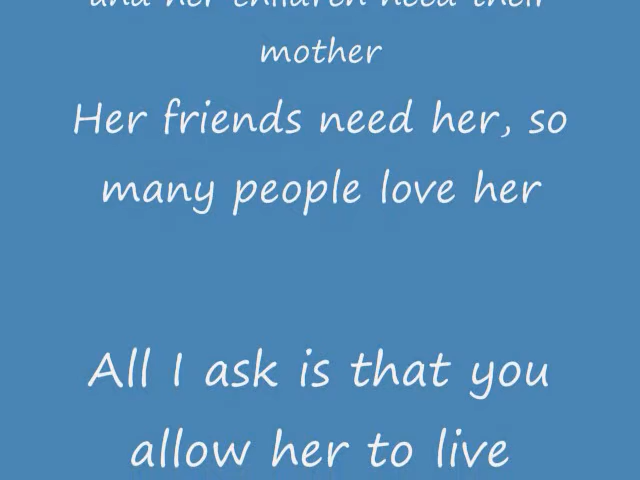 and her children need their
mother
Her friends need her, so
many people love her
All I ask is that you
allow her to live